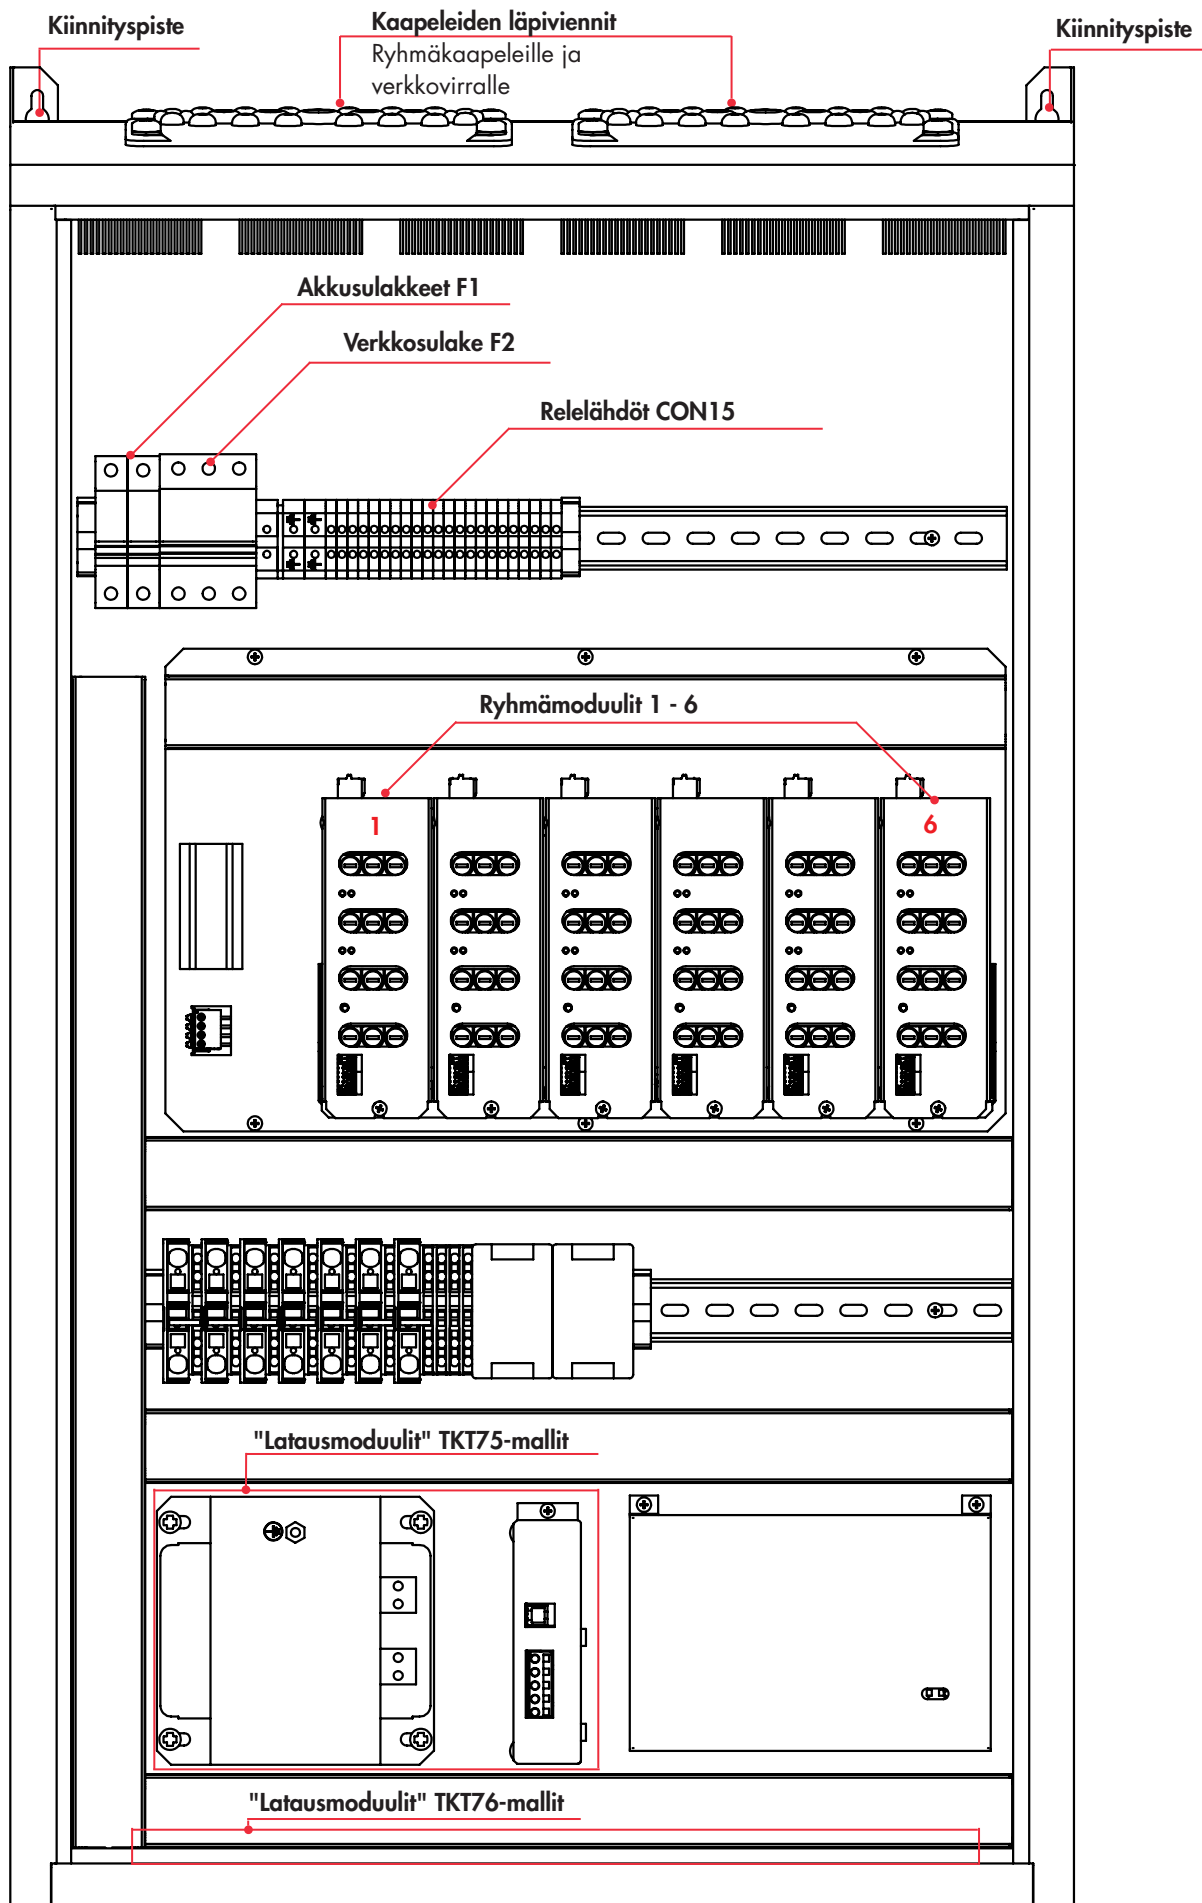 Kiinnityspiste
Kaapeleiden läpiviennit
Ryhmäkaapeleille ja
verkkovirralle
Kiinnityspiste
Akkusulakkeet F1
Verkkosulake F2
Relelähdöt CON15
Ryhmämoduulit 1 - 6
1
6
"Latausmoduulit" TKT75-mallit
"Latausmoduulit" TKT76-mallit